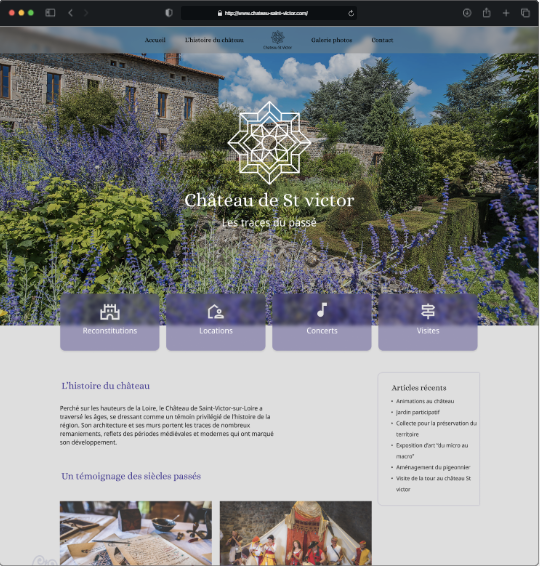 http://www.chateau-saint-victor.com/
Accueil L'histoire du château Château de St victor Galerie photos Contact
Château de St victor
Les traces du passé
Reconstitutions Locations Concerts Visites
L'histoire du château
Perché sur les hauteurs de la Loire, le Château de Saint-Victor-sur-Loire a
traversé les âges, se dressant comme un témoin privilégié de l'histoire de la
région. Son architecture et ses murs portent les traces de nombreux
remaniements, reflets des périodes médiévales et modernes qui ont marqué
son développement.
Un témoignage des siècles passés
Articles récents
• Animations au château
• Jardin participatif
• Collecte pour la préservation du
territoire
• Exposition d'art "du micro au
macro"
• Aménagement du pigeonnier
• Visite de la tour au château St
victor